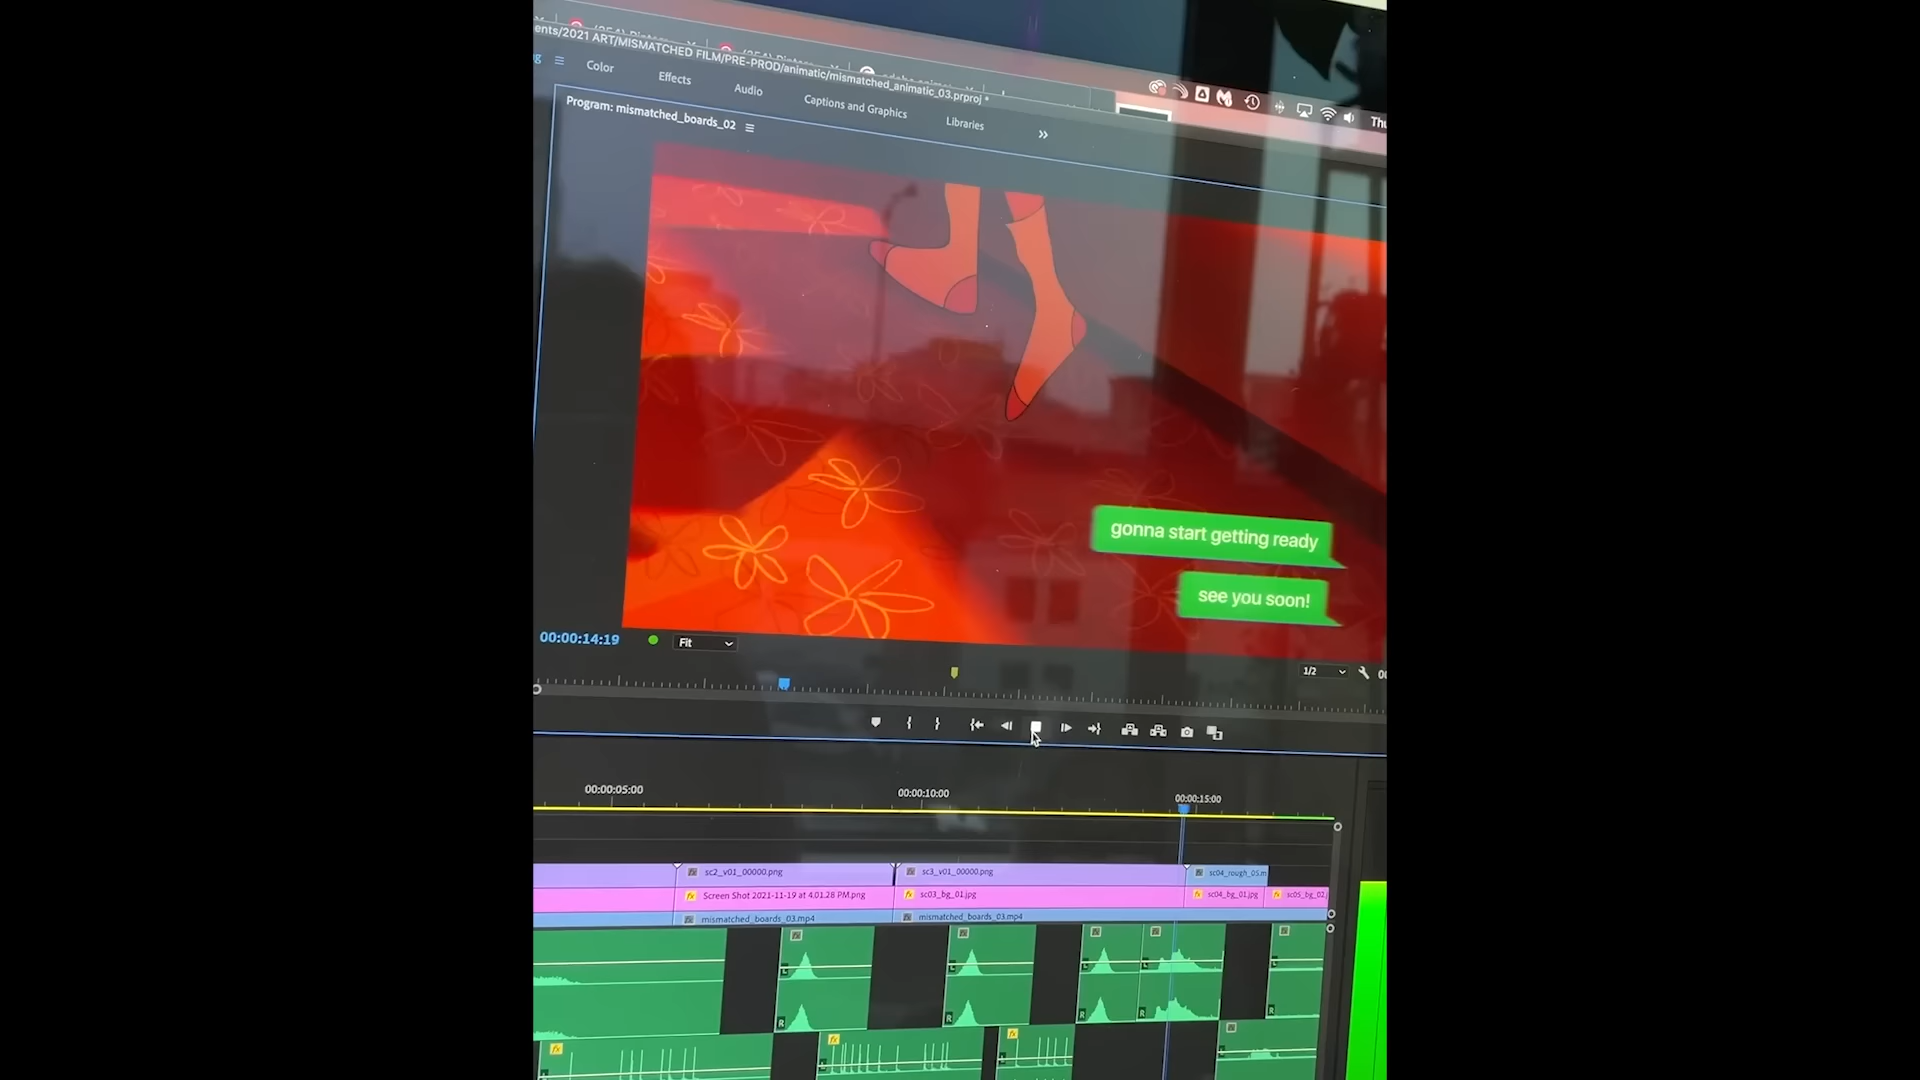 ents/2021 ART/MISMATCHED FILM/PRE-PROD/animatic/mismatched_animatic_03.prproj *
Color
Effects
Audio
Captions and Graphics
Libraries
Thu
Program: mismatched_boards_02
gonna start getting ready
see you soon!
00:00:14:19
Fit
1/2
00:00:05:00
00:00:10:00
00:00:15:00
sc2_v01_00000.png
sc3_v01_00000.png
sc04_rough_05.m
Screen Shot 2021-11-19 at 4.01.28 PM.png
sc03_bg_01.jpg
sc04_bg_01.jpg
sc05_bg_02.j
mismatched_boards_03.mp4
mismatched_boards_03.mp4